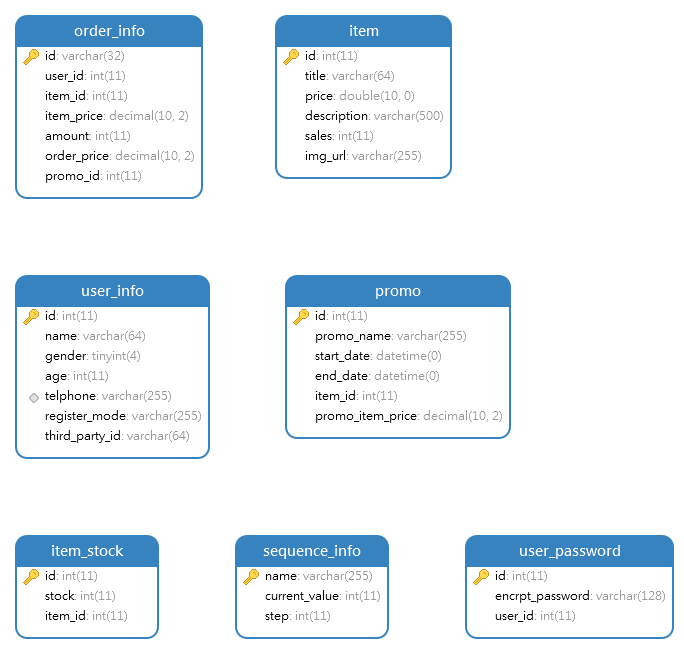 order_info
id: varchar(32)
user_id: int(11)
item_id: int(11)
item_price: decimal(10, 2)
amount: int(11)
order_price: decimal(10, 2)
promo_id: int(11)
item
id: int(11)
title: varchar(64)
price: double(10, 0)
description: varchar(500)
sales: int(11)
img_url: varchar(255)
user_info
id: int(11)
name: varchar(64)
gender: tinyint(4)
age: int(11)
telphone: varchar(255)
register_mode: varchar(255)
third_party_id: varchar(64)
promo
id: int(11)
promo_name: varchar(255)
start_date: datetime(0)
end_date: datetime(0)
item_id: int(11)
promo_item_price: decimal(10, 2)
item_stock
id: int(11)
stock: int(11)
item_id: int(11)
sequence_info
name: varchar(255)
current_value: int(11)
step: int(11)
user_password
id: int(11)
encrpt_password: varchar(128)
user_id: int(11)